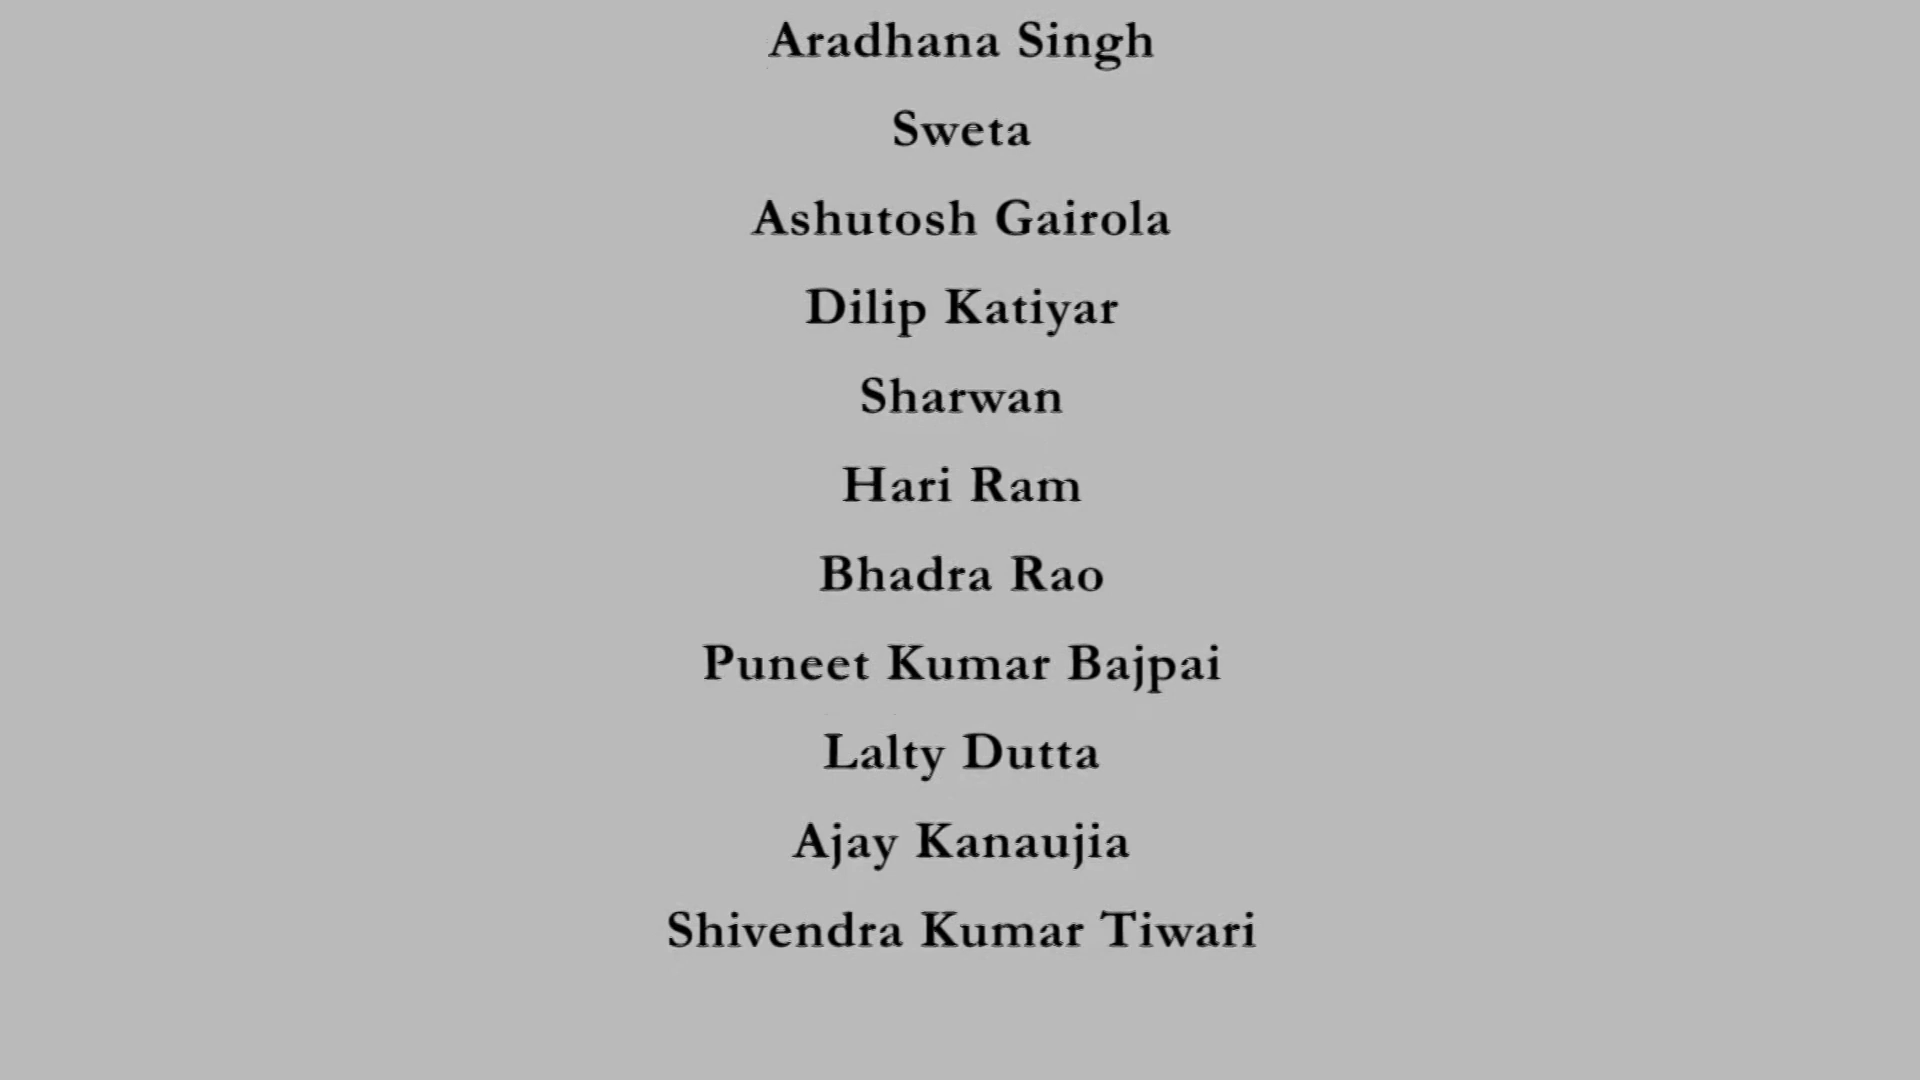 Aradhana Singh
Sweta
Ashutosh Gairola
Dilip Katiyar
Sharwan
Hari Ram
Bhadra Rao
Puneet Kumar Bajpai
Lalty Dutta
Ajay Kanaujia
Shivendra Kumar Tiwari